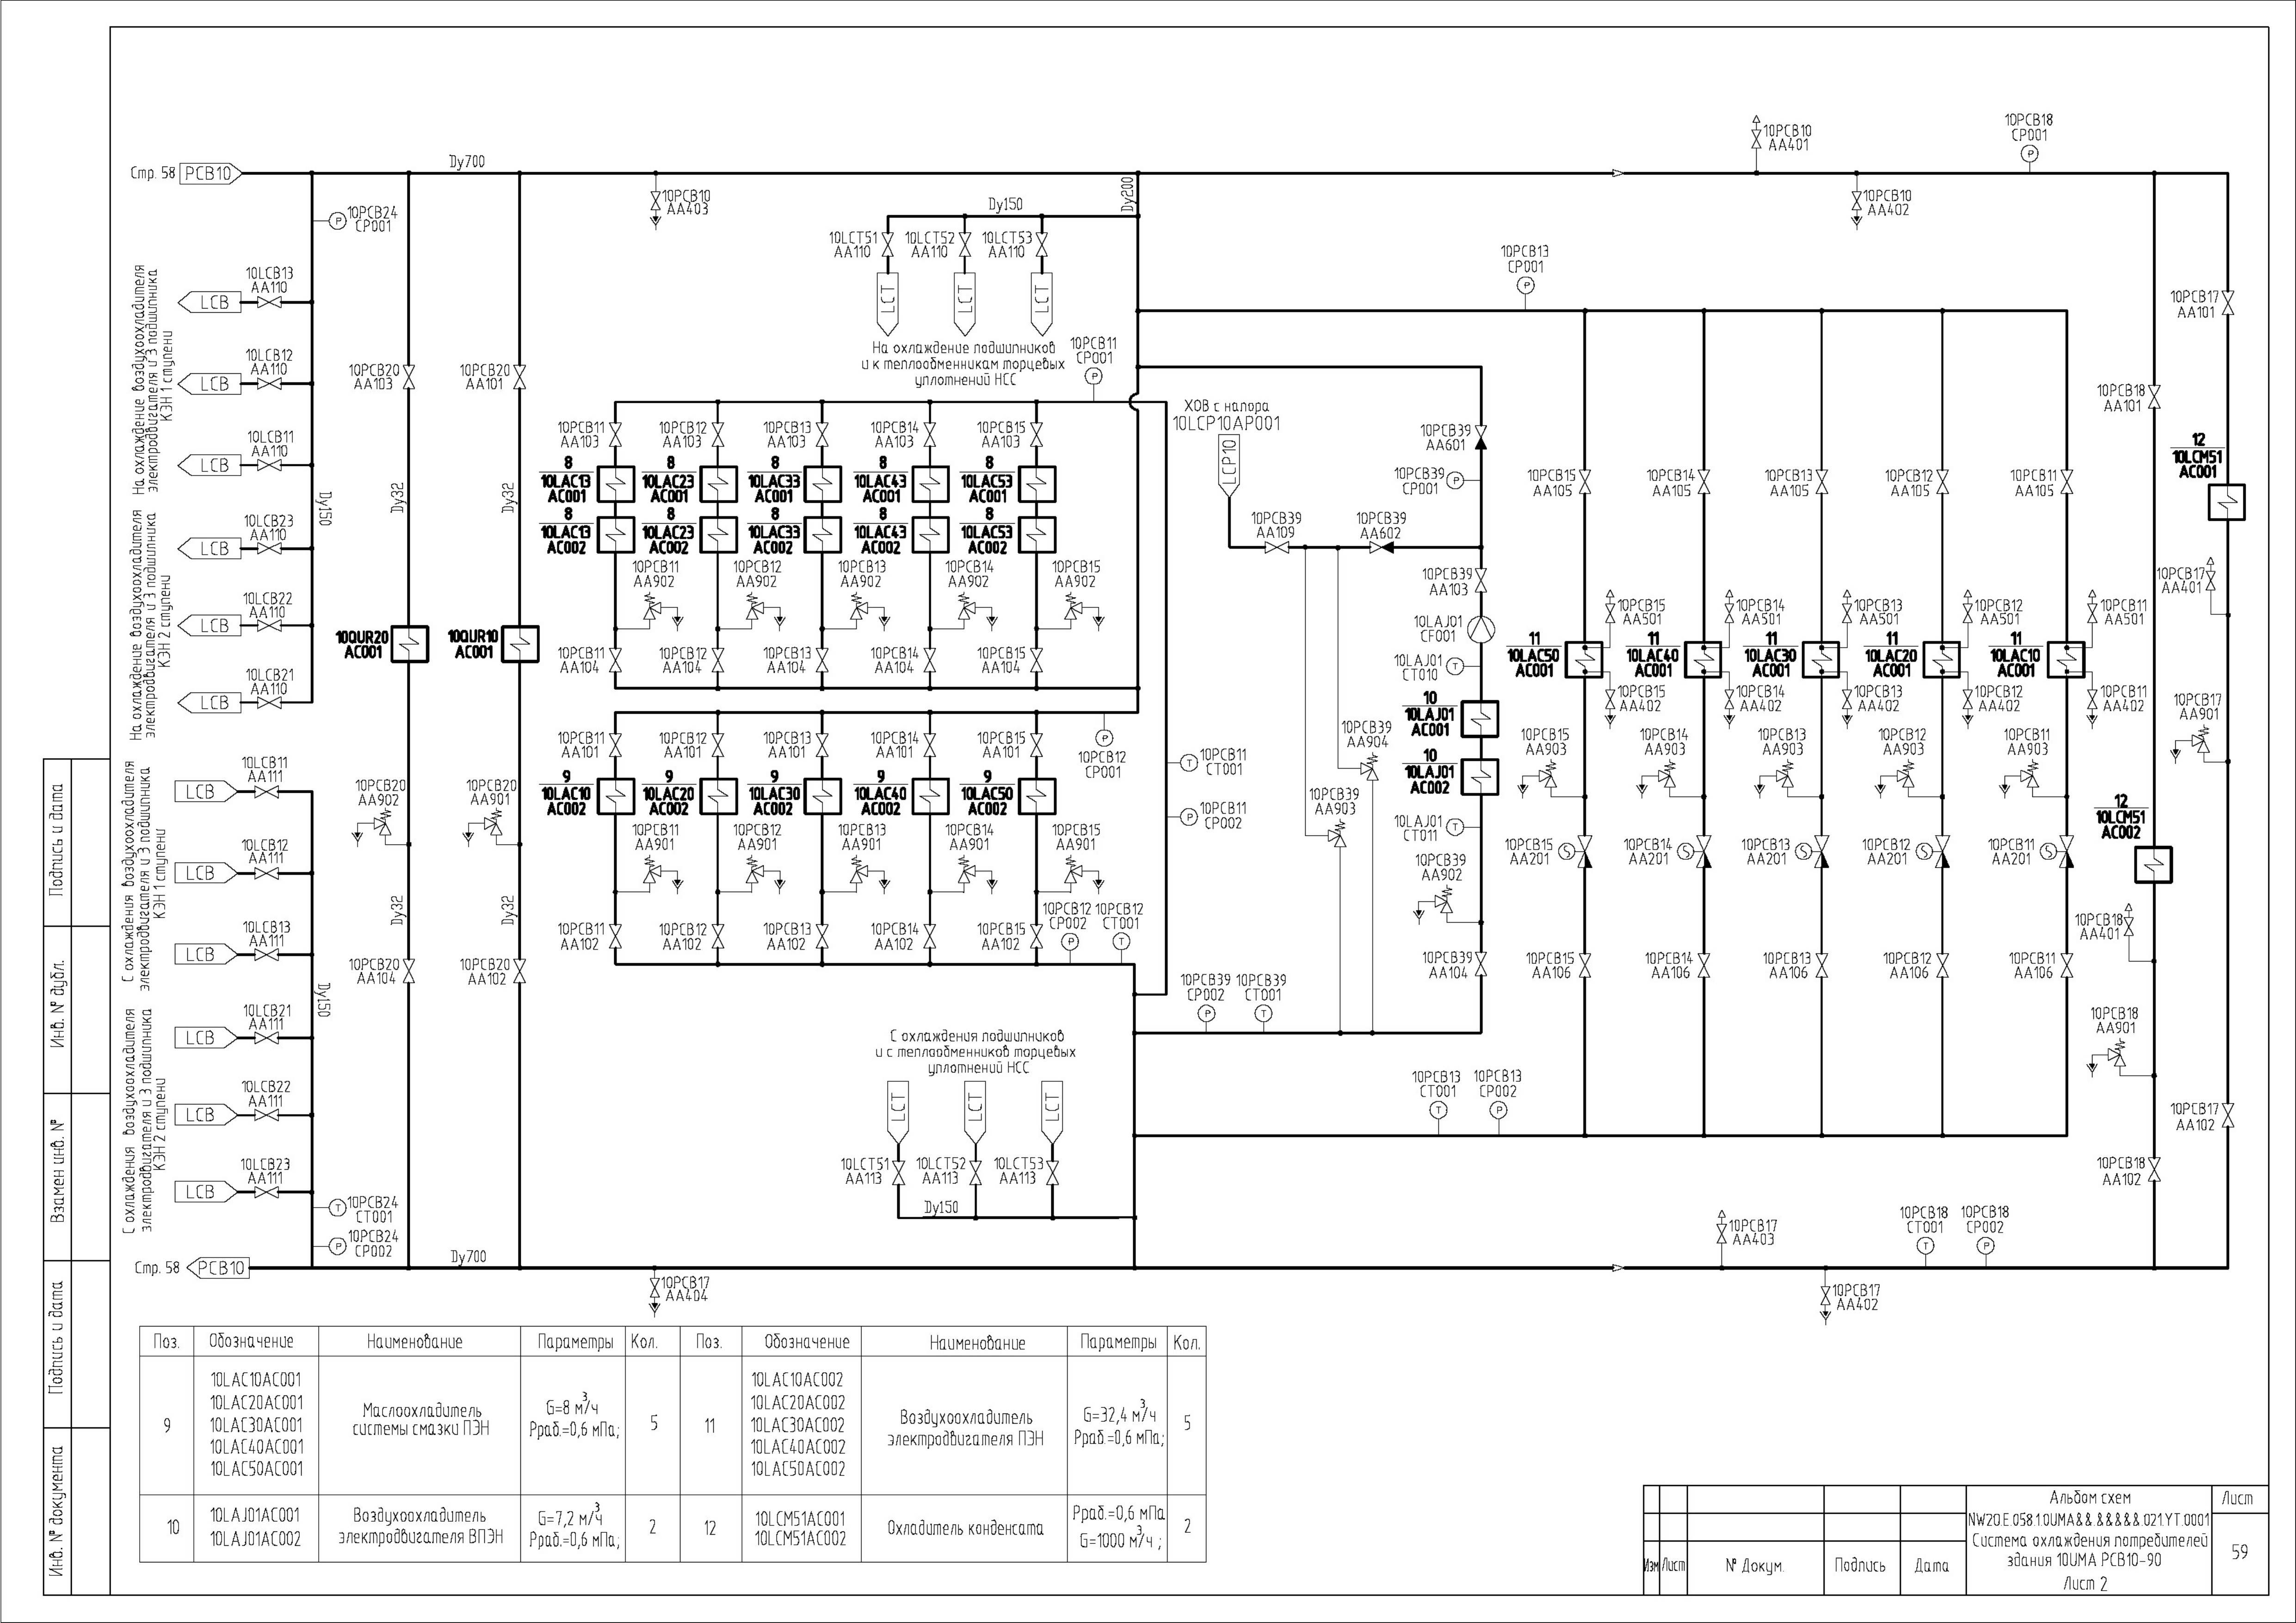 10PCB18
CP001
10PCB10
AA401
Dy700
Стр. 58
PCB10
10PCB24
CP001
10PCB10
AA403
Dy200
Dy150
10PCB10
AA402
10LCT51
AA110
10LCT52
AA110
10LCT53
AA110
LCT
LCT
LCT
На охлаждение подшипников
и к теплообменникам торцевых
уплотнений НСС
10PCB11
CP001
10PCB13
CP001
10PCB17
AA101
На охлаждение воздухоохладителя
электродвигателя и 3 подшипника
КЭН 1 ступени
10LCB13
AA110
LCB
10LCB12
AA110
LCB
10LCB11
AA110
LCB
На охлаждение воздухоохладителя
электродвигателя и 3 подшипника
КЭН 2 ступени
10LCB23
AA110
LCB
10LCB22
AA110
LCB
10LCB21
AA110
LCB
Dy150
10PCB20
AA103
10PCB20
AA101
Dy32
Dy32
10QUR20
AC001
10QUR10
AC001
10PCB20
AA902
10PCB20
AA901
Dy32
Dy32
10PCB20
AA104
10PCB20
AA102
С охлаждения воздухоохладителя
электродвигателя и 3 подшипника
КЭН 1 ступени
10LCB11
AA111
LCB
10LCB12
AA111
LCB
10LCB13
AA111
LCB
С охлаждения воздухоохладителя
электродвигателя и 3 подшипника
КЭН 2 ступени
10LCB21
AA111
LCB
10LCB22
AA111
LCB
10LCB23
AA111
LCB
Dy150
10PCB24
CT001
10PCB24
CP002
Стр. 58
PCB10
Dy700
10PCB17
AA404
10PCB11
AA103
10PCB12
AA103
10PCB13
AA103
10PCB14
AA103
10PCB15
AA103
8
10LAC13
AC001
8
10LAC23
AC001
8
10LAC33
AC001
8
10LAC43
AC001
8
10LAC53
AC001
8
10LAC13
AC002
8
10LAC23
AC002
8
10LAC33
AC002
8
10LAC43
AC002
8
10LAC53
AC002
10PCB11
AA902
10PCB12
AA902
10PCB13
AA902
10PCB14
AA902
10PCB15
AA902
10PCB11
AA104
10PCB12
AA104
10PCB13
AA104
10PCB14
AA104
10PCB15
AA104
10PCB11
AA101
10PCB12
AA101
10PCB13
AA101
10PCB14
AA101
10PCB15
AA101
10PCB12
CP001
9
10LAC10
AC002
9
10LAC20
AC002
9
10LAC30
AC002
9
10LAC40
AC002
9
10LAC50
AC002
10PCB11
AA901
10PCB12
AA901
10PCB13
AA901
10PCB14
AA901
10PCB15
AA901
10PCB11
AA102
10PCB12
AA102
10PCB13
AA102
10PCB14
AA102
10PCB15
AA102
10PCB12
CP002
10PCB12
CT001
10PCB11
CT001
10PCB11
CP002
С охлаждения подшипников
и с теплообменников торцевых
уплотнений НСС
LCT
LCT
LCT
10LCT51
AA113
10LCT52
AA113
10LCT53
AA113
Dy150
ХОВ с напора
10LCP10AP001
LCP10
10PCB39
AA109
10PCB39
AA602
10PCB39
AA601
10PCB39
CP001
10PCB39
AA103
10LAJ01
CF001
10LAJ01
CT010
10
10LAJ01
AC001
10
10LAJ01
AC002
10LAJ01
CT011
10PCB39
AA904
10PCB39
AA903
10PCB39
AA902
10PCB39
AA104
10PCB39
CP002
10PCB39
CT001
10PCB13
CT001
10PCB13
CP002
10PCB15
AA105
10PCB14
AA105
10PCB13
AA105
10PCB12
AA105
10PCB11
AA105
10PCB15
AA501
10PCB14
AA501
10PCB13
AA501
10PCB12
AA501
10PCB11
AA501
11
10LAC50
AC001
11
10LAC40
AC001
11
10LAC30
AC001
11
10LAC20
AC001
11
10LAC10
AC001
10PCB15
AA402
10PCB14
AA402
10PCB13
AA402
10PCB12
AA402
10PCB11
AA402
10PCB15
AA903
10PCB14
AA903
10PCB13
AA903
10PCB12
AA903
10PCB11
AA903
10PCB15
AA201
10PCB14
AA201
10PCB13
AA201
10PCB12
AA201
10PCB11
AA201
10PCB15
AA106
10PCB14
AA106
10PCB13
AA106
10PCB12
AA106
10PCB11
AA106
10PCB18
AA101
12
10LCM51
AC001
10PCB17
AA401
10PCB17
AA901
12
10LCM51
AC002
10PCB18
AA401
10PCB18
AA901
10PCB17
AA102
10PCB18
AA102
10PCB17
AA403
10PCB18
CT001
10PCB18
CP002
10PCB17
AA402
Поз. Обозначение Наименование Параметры Кол. Поз. Обозначение Наименование Параметры Кол.
9
10LAC10AC001
10LAC20AC001
10LAC30AC001
10LAC40AC001
10LAC50AC001
Маслоохладитель
системы смазки ПЭН
G=8 м³/ч
Рраб.=0,6 мПа;
5
11
10LAC10AC002
10LAC20AC002
10LAC30AC002
10LAC40AC002
10LAC50AC002
Воздухоохладитель
электродвигателя ПЭН
G=32,4 м³/ч
Рраб.=0,6 мПа;
5
10
10LAJ01AC001
10LAJ01AC002
Воздухоохладитель
электродвигателя ВПЭН
G=7,2 м³/ч
Рраб.=0,6 мПа;
2
12
10LCM51AC001
10LCM51AC002
Охладитель конденсата
Рраб.=0,6 мПа
G=1000 м³/ч ;
2
Подпись и дата
Инв. № дубл.
Взамен инв. №
Подпись и дата
Инв. № документа
Изм Лист № Докум. Подпись Дата
Альбом схем
NW2O.E.058.1.0UMA&&.&&&&&.021.YT.0001
Система охлаждения потребителей
здания 10UMA PCB10-90
Лист 2
Лист
59